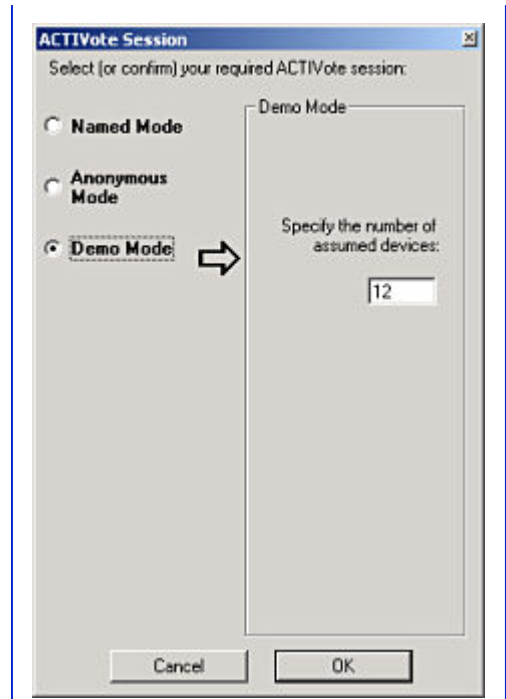 ACTIVote Session
Select (or confirm) your required ACTIVote session:
Named Mode
Anonymous
Mode
Demo Mode
Demo Mode
Specify the number of
assumed devices:
12
Cancel
OK